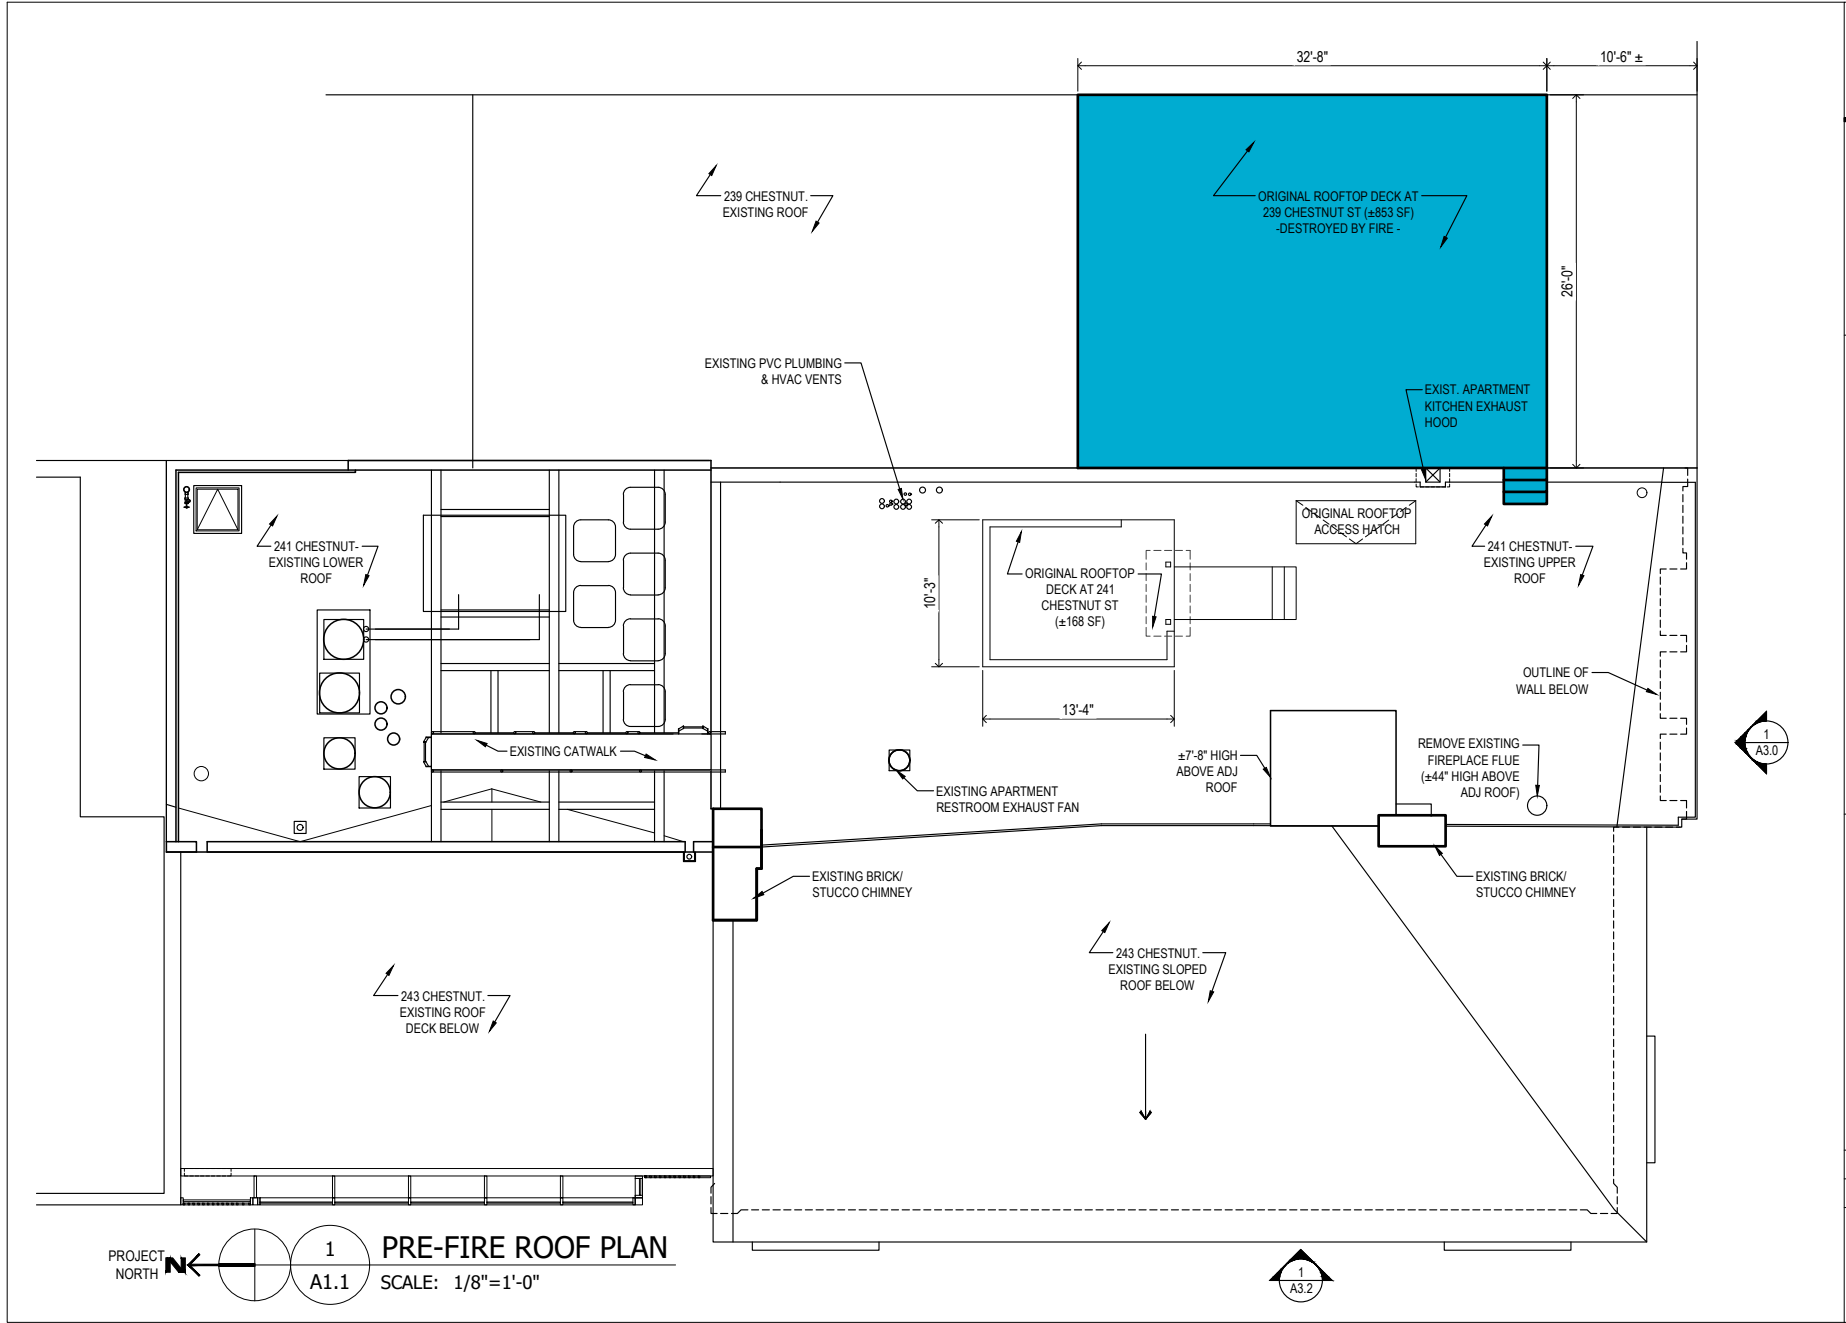 32'-8"
10'-6" ±
239 CHESTNUT.
EXISTING ROOF
ORIGINAL ROOFTOP DECK AT
239 CHESTNUT ST (±853 SF)
-DESTROYED BY FIRE -
26'-0"
EXISTING PVC PLUMBING
& HVAC VENTS
EXIST. APARTMENT
KITCHEN EXHAUST
HOOD
241 CHESTNUT-
EXISTING LOWER
ROOF
ORIGINAL ROOFTOP
ACCESS HATCH
241 CHESTNUT-
EXISTING UPPER
ROOF
10'-3"
ORIGINAL ROOFTOP
DECK AT 241
CHESTNUT ST
(±168 SF)
13'-4"
OUTLINE OF
WALL BELOW
EXISTING CATWALK
±7'-8" HIGH
ABOVE ADJ
ROOF
REMOVE EXISTING
FIREPLACE FLUE
(±44" HIGH ABOVE
ADJ ROOF)
1
A3.0
EXISTING APARTMENT
RESTROOM EXHAUST FAN
EXISTING BRICK/
STUCCO CHIMNEY
EXISTING BRICK/
STUCCO CHIMNEY
243 CHESTNUT.
EXISTING SLOPED
ROOF BELOW
243 CHESTNUT.
EXISTING ROOF
DECK BELOW
PROJECT
NORTH
N
1
A1.1
PRE-FIRE ROOF PLAN
SCALE: 1/8"=1'-0"
1
A3.2